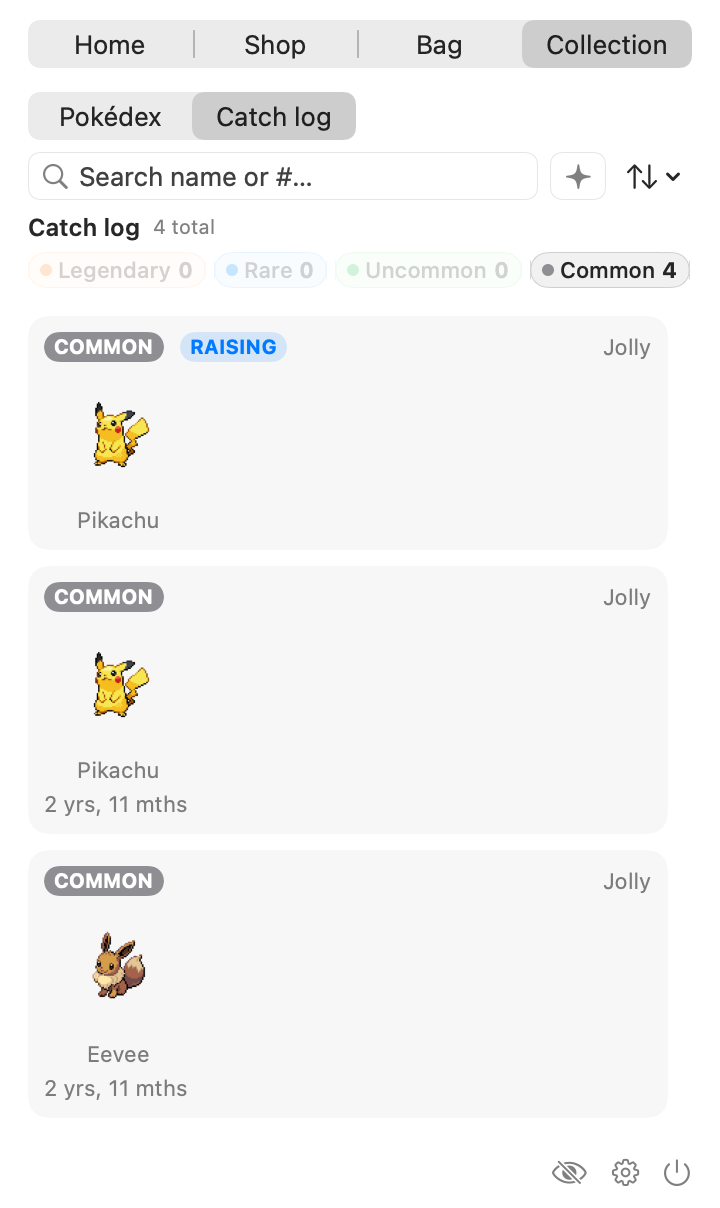 Home Shop Bag Collection
Pokédex Catch log
Search name or #...
Catch log 4 total
Legendary 0 Rare 0 Uncommon 0 Common 4
COMMON RAISING Jolly
Pikachu
COMMON Jolly
Pikachu
2 yrs, 11 mths
COMMON Jolly
Eevee
2 yrs, 11 mths